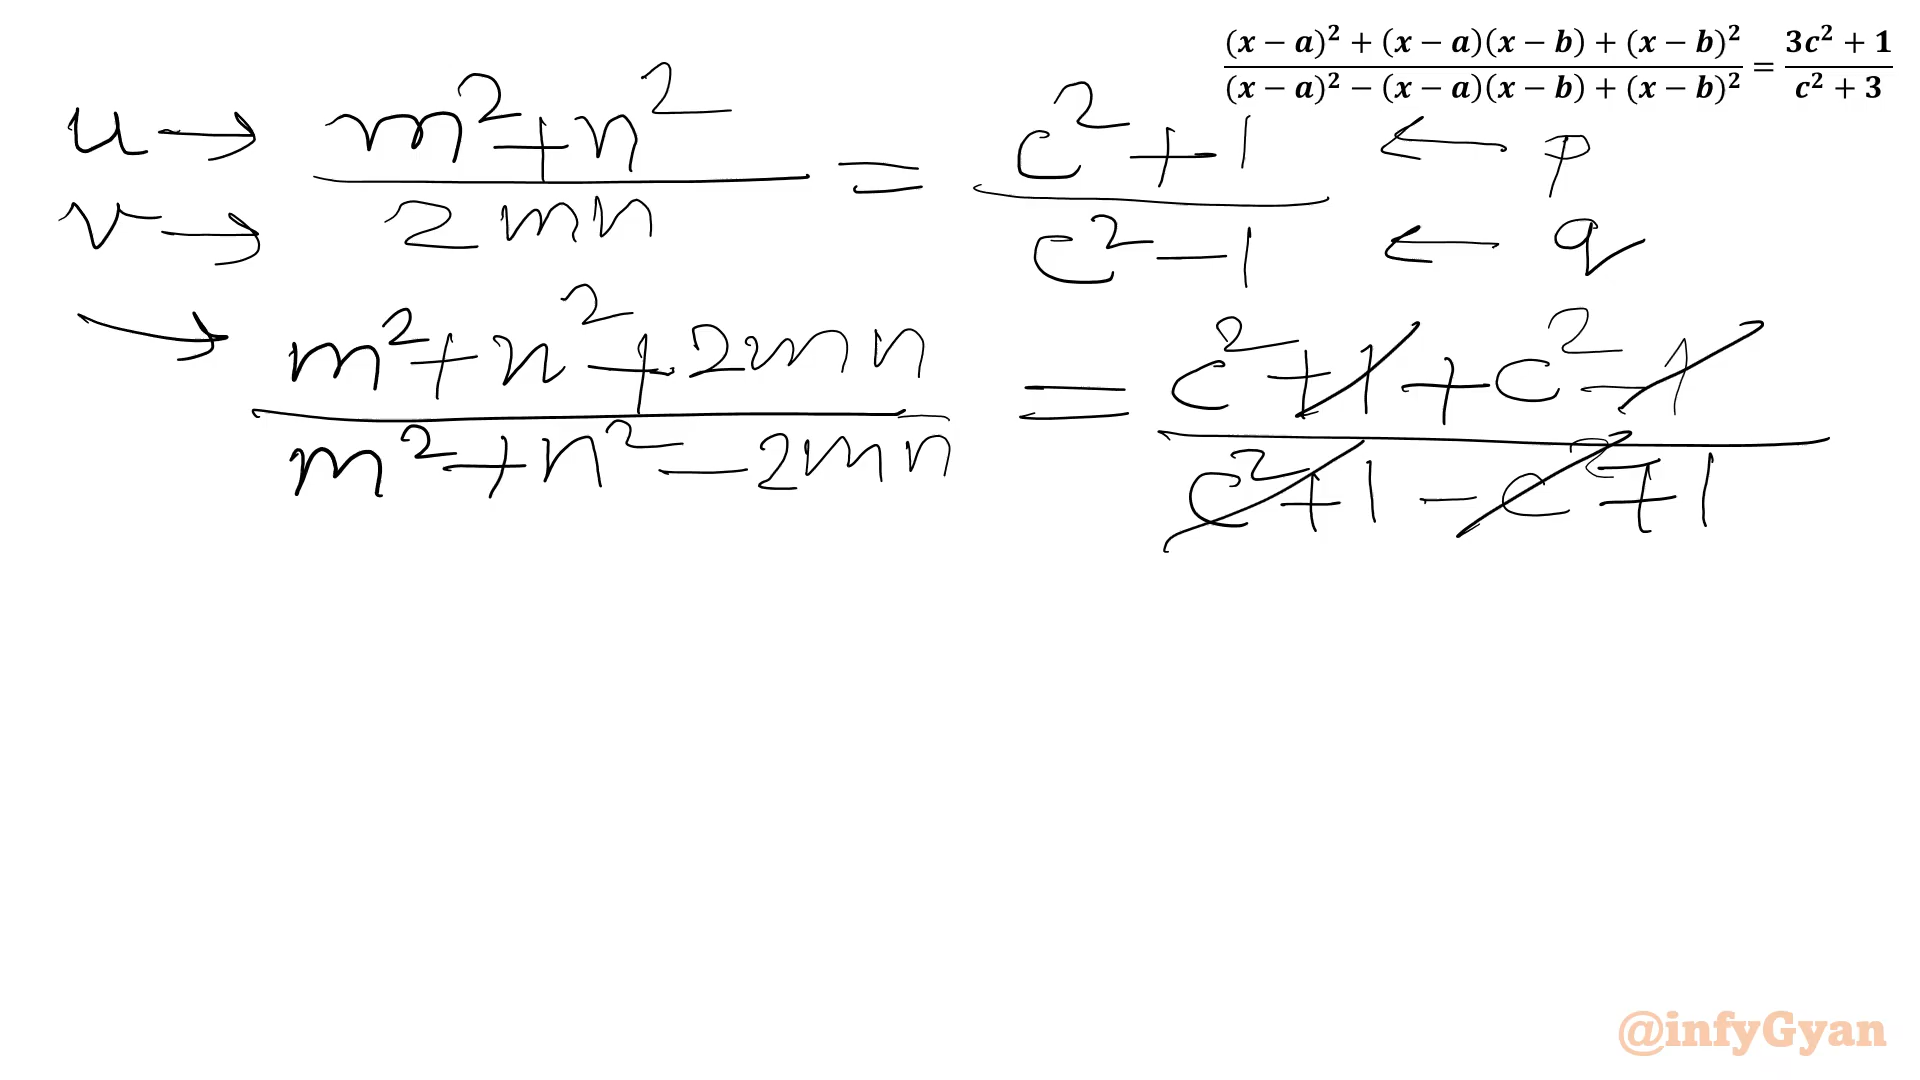 (x − a)² + (x − a)(x − b) + (x − b)² / (x − a)² − (x − a)(x − b) + (x − b)² = 3c² + 1 / c² + 3
u → m² + n² / 2mn = c² + 1 / c² − 1 ← p
v → ← q
→ m² + n² + 2mn / m² + n² − 2mn = c² + 1 + c² − 1 / c² + 1 − c² + 1
@infyGyan